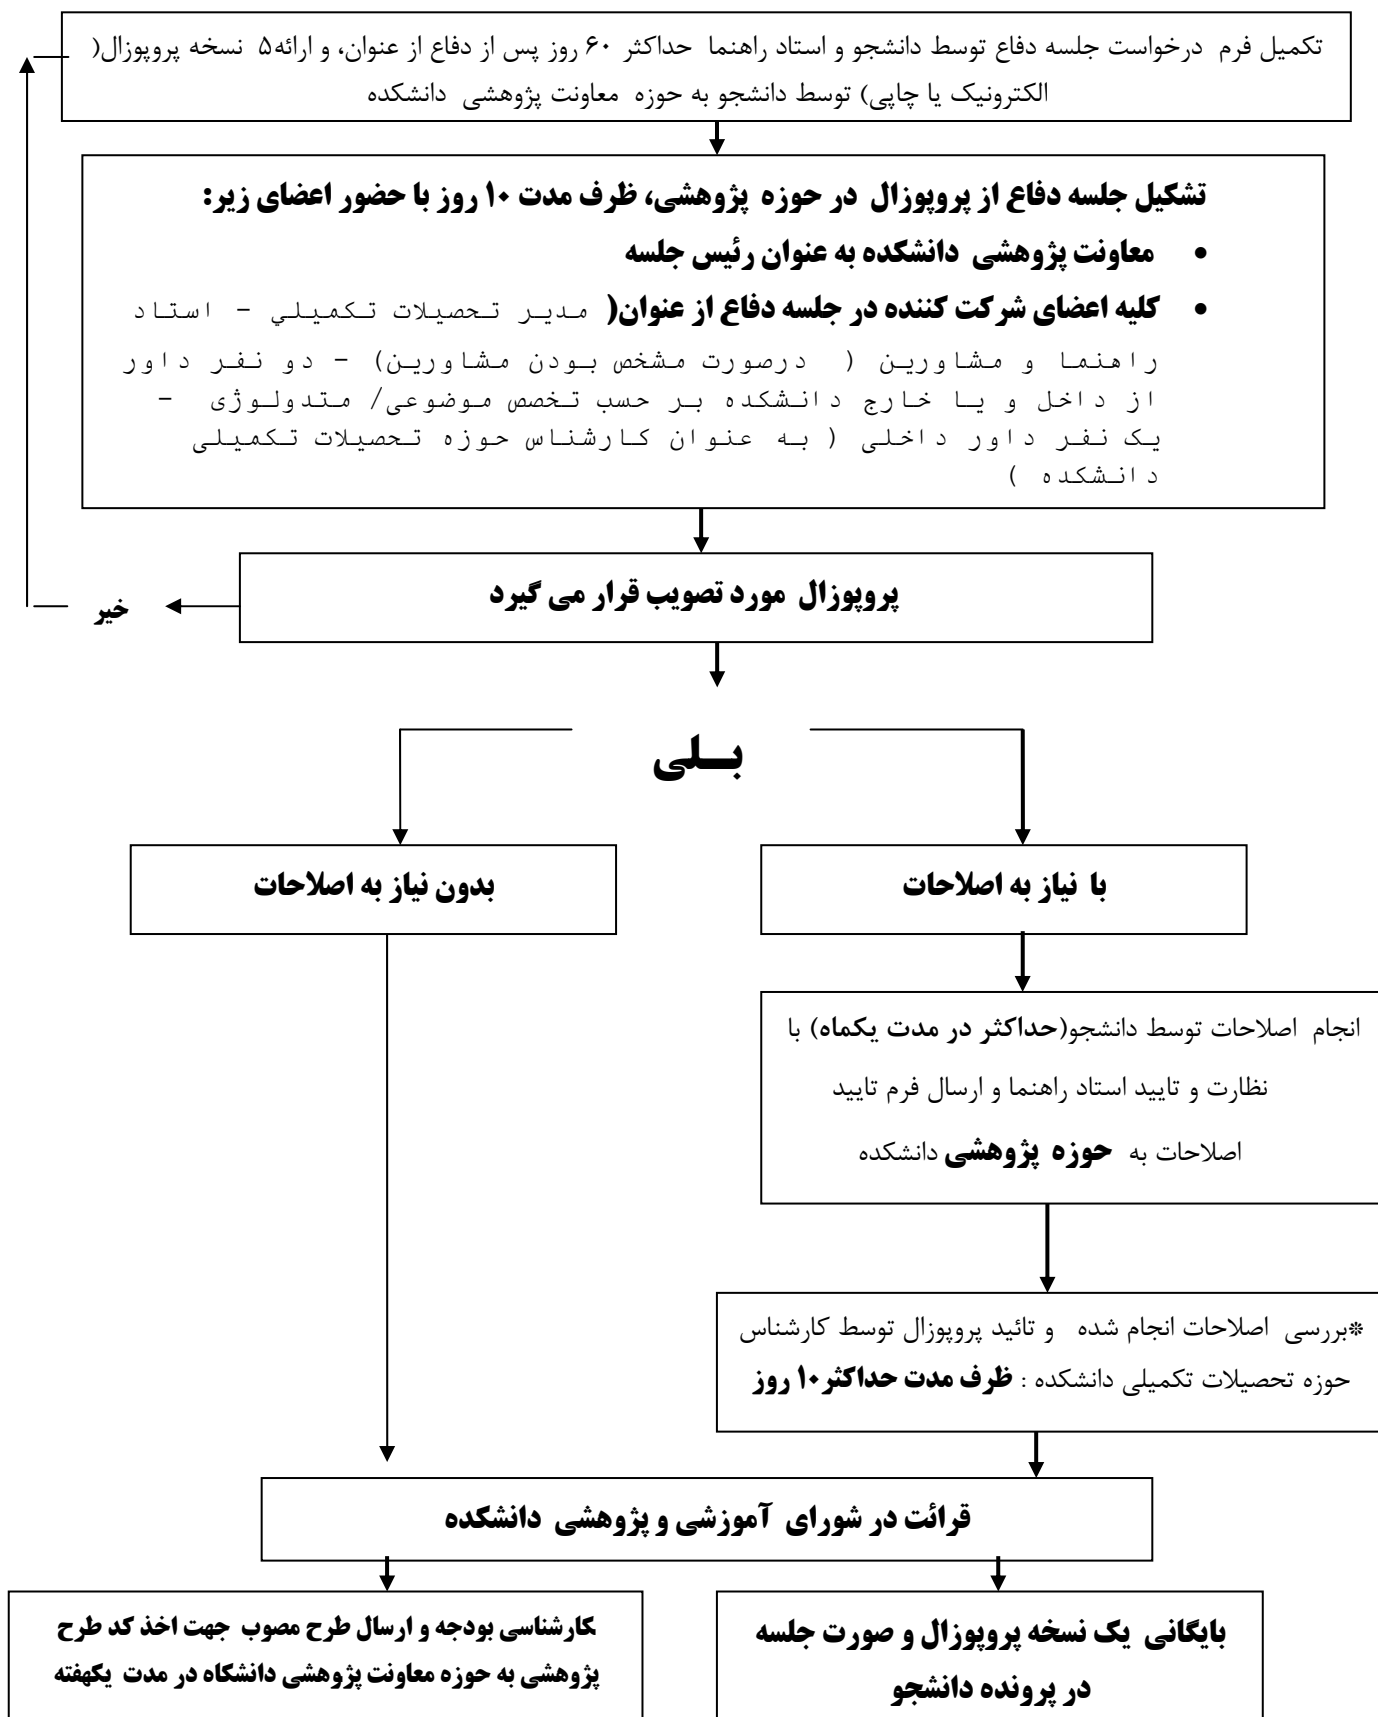 تکمیل فرم درخواست جلسه دفاع توسط دانشجو و استاد راهنما حداکثر ۶۰ روز پس از دفاع از عنوان، و ارائه۵ نسخه پروپوزال(
الکترونیک یا چاپی) توسط دانشجو به حوزه معاونت پژوهشی دانشکده
تشکیل جلسه دفاع از پروپوزال در حوزه پژوهشی، ظرف مدت ۱۰ روز با حضور اعضای زیر:
• معاونت پژوهشی دانشکده به عنوان رئیس جلسه
• کلیه اعضای شرکت کننده در جلسه دفاع از عنوان( مدیر تحصیلات تکمیلي – استاد
راهنما و مشاورین ( درصورت مشخص بودن مشاورین) – دو نفر داور
از داخل و یا خارج دانشکده بر حسب تخصص موضوعی/ متدولوژی –
یک نفر داور داخلی ( به عنوان کارشناس حوزه تحصیلات تکمیلی
دانشکده )
پروپوزال مورد تصویب قرار می گیرد
خیر
بــلی
با نیاز به اصلاحات
بدون نیاز به اصلاحات
انجام اصلاحات توسط دانشجو(حداکثر در مدت یکماه) با
نظارت و تایید استاد راهنما و ارسال فرم تایید
اصلاحات به حوزه پژوهشی دانشکده
*بررسی اصلاحات انجام شده و تائید پروپوزال توسط کارشناس
حوزه تحصیلات تکمیلی دانشکده : ظرف مدت حداکثر۱۰ روز
قرائت در شورای آموزشی و پژوهشی دانشکده
بایگانی یک نسخه پروپوزال و صورت جلسه
در پرونده دانشجو
کارشناسی بودجه و ارسال طرح مصوب جهت اخذ کد طرح
پژوهشی به حوزه معاونت پژوهشی دانشگاه در مدت یکهفته